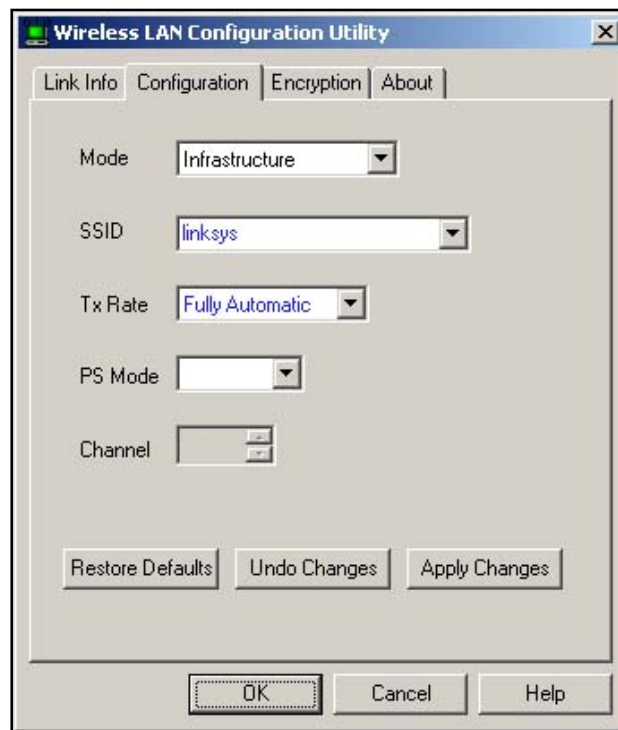 Wireless LAN Configuration Utility
Link Info Configuration Encryption About
Mode Infrastructure
SSID linksys
Tx Rate Fully Automatic
PS Mode
Channel
Restore Defaults Undo Changes Apply Changes
OK Cancel Help